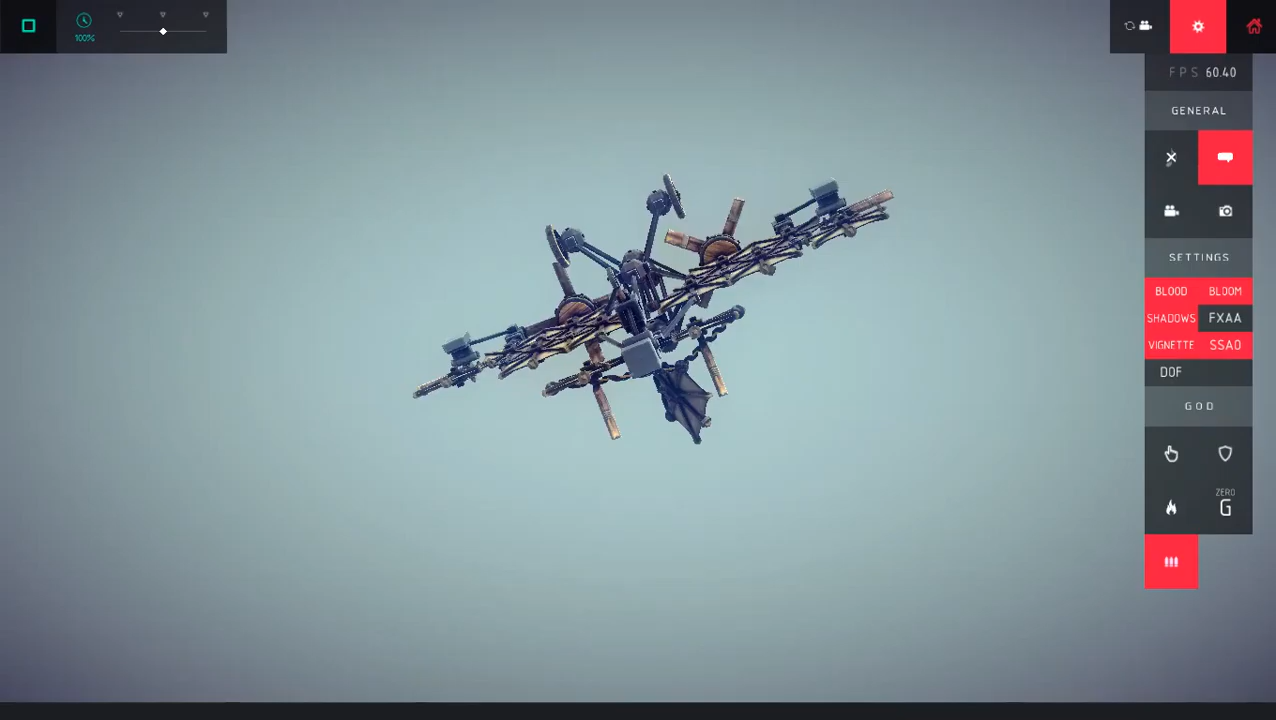 100%
FPS 60.40
GENERAL
SETTINGS
BLOOD BLOOM
SHADOWS FXAA
VIGNETTE SSAO
DOF
GOD
ZERO
G